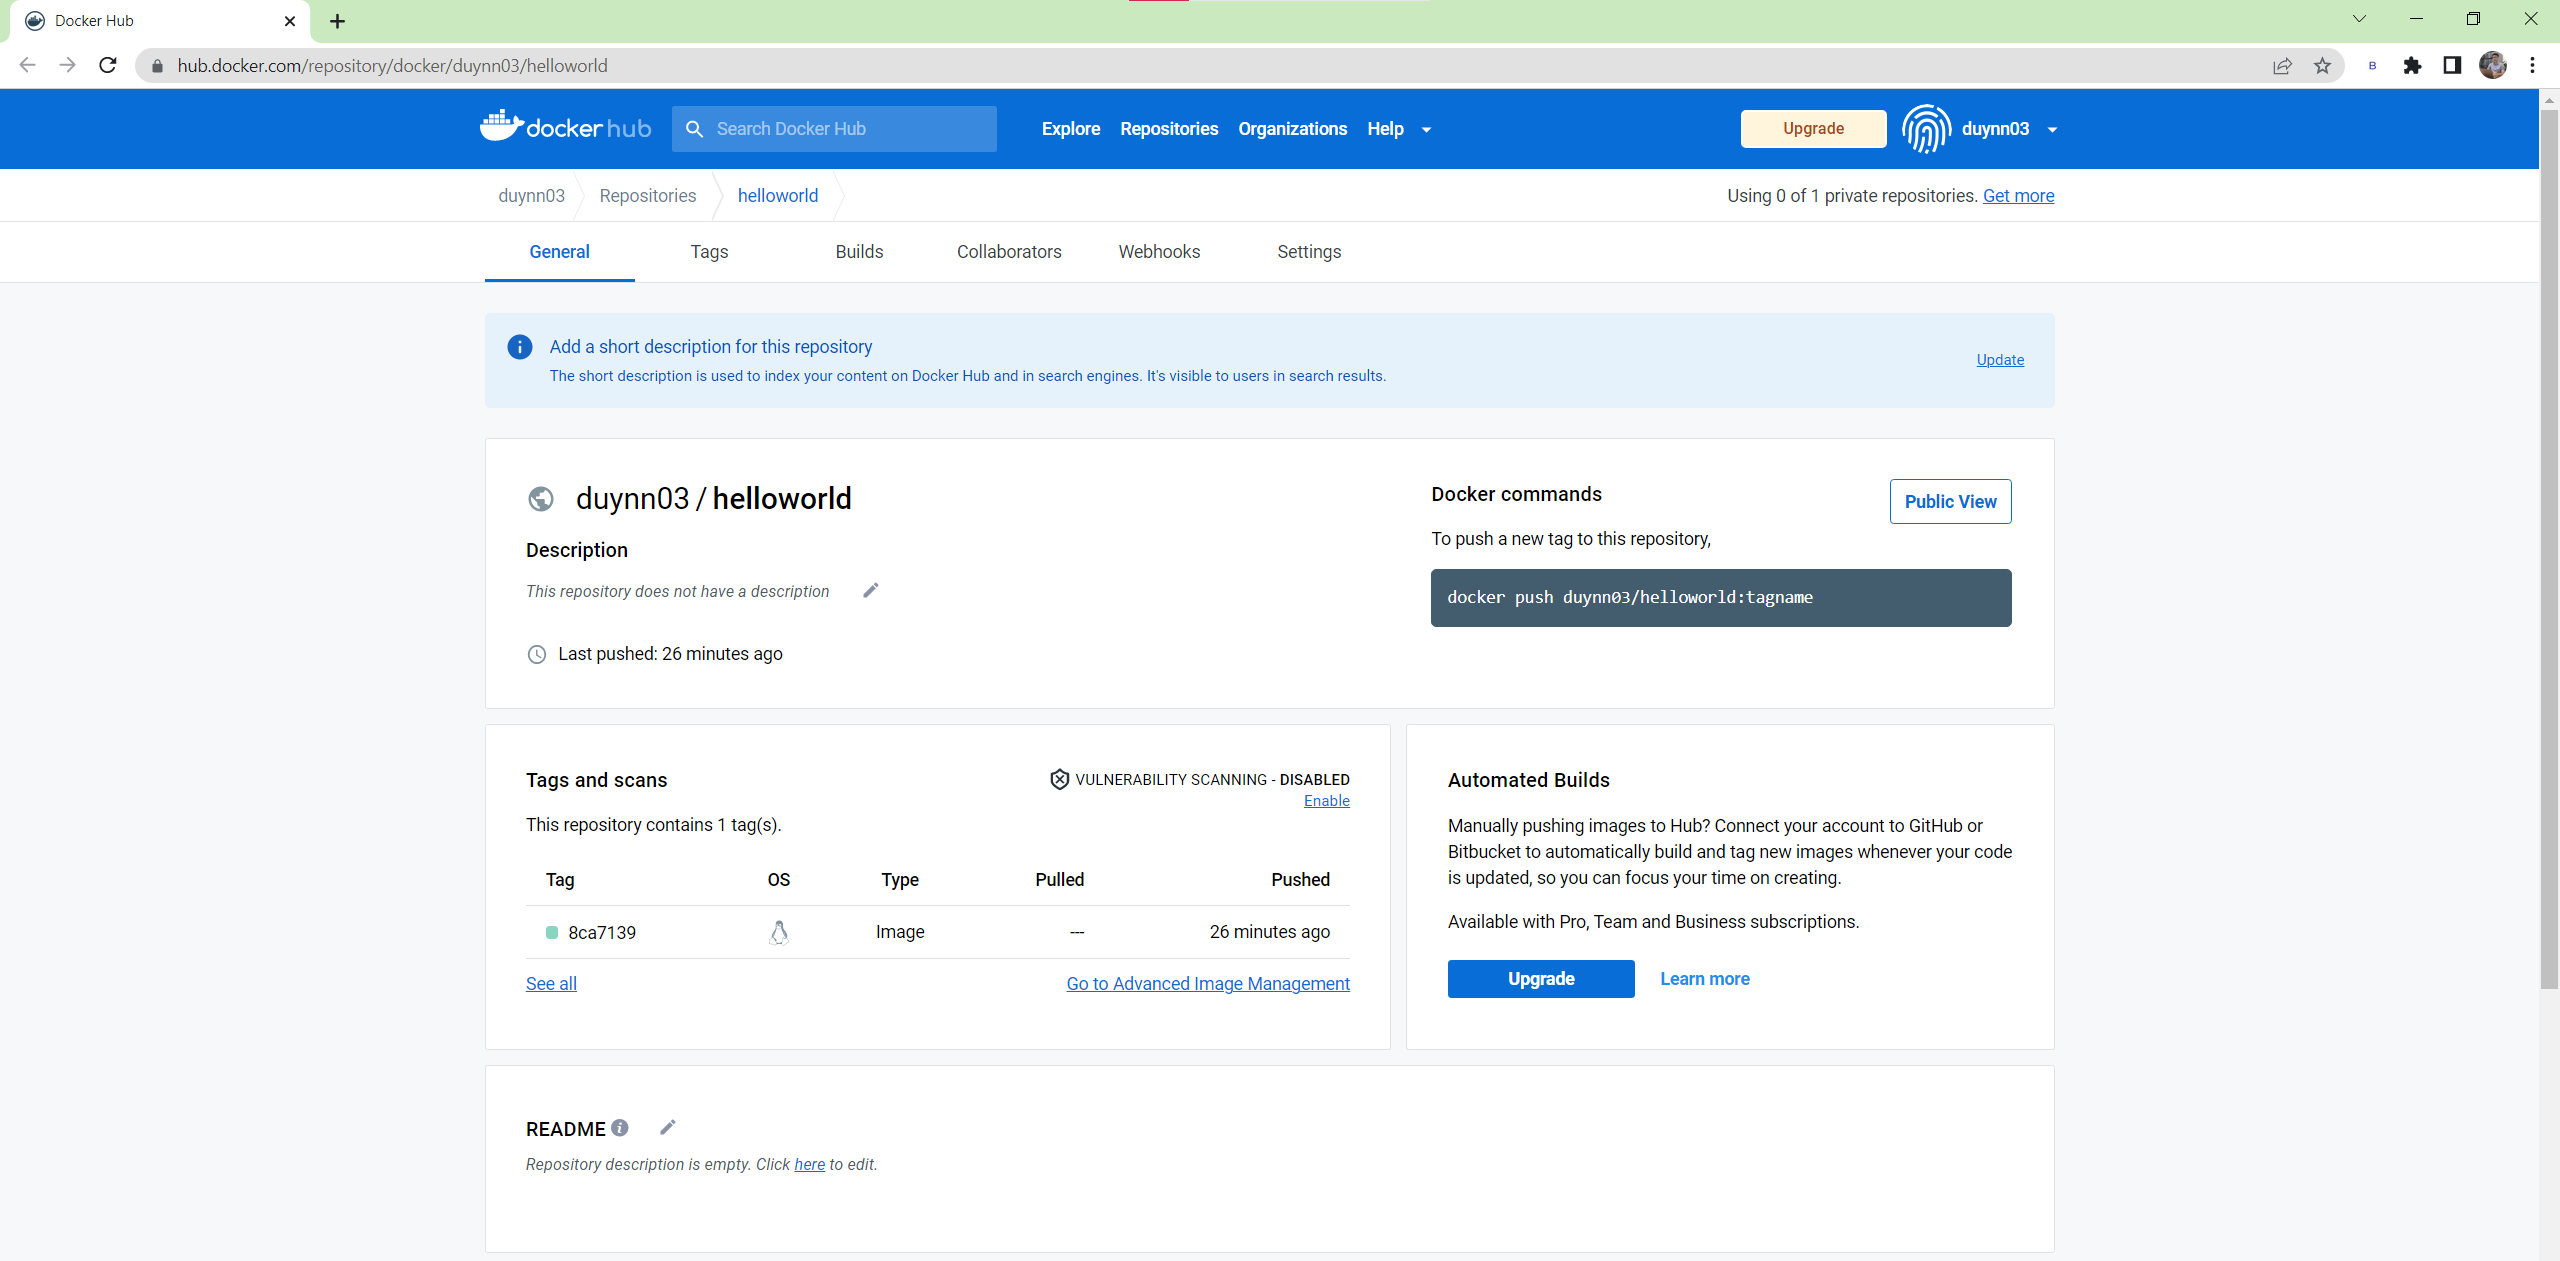 Docker Hub
hub.docker.com/repository/docker/duynn03/helloworld
B
docker hub
Search Docker Hub
Explore
Repositories
Organizations
Help
Upgrade
duynn03
duynn03
Repositories
helloworld
Using 0 of 1 private repositories. Get more
General
Tags
Builds
Collaborators
Webhooks
Settings
Add a short description for this repository
The short description is used to index your content on Docker Hub and in search engines. It's visible to users in search results.
Update
duynn03 / helloworld
Description
This repository does not have a description
Last pushed: 26 minutes ago
Docker commands
Public View
To push a new tag to this repository,
docker push duynn03/helloworld:tagname
Tags and scans
VULNERABILITY SCANNING - DISABLED
Enable
This repository contains 1 tag(s).
Tag
OS
Type
Pulled
Pushed
8ca7139
Image
---
26 minutes ago
See all
Go to Advanced Image Management
Automated Builds
Manually pushing images to Hub? Connect your account to GitHub or
Bitbucket to automatically build and tag new images whenever your code
is updated, so you can focus your time on creating.
Available with Pro, Team and Business subscriptions.
Upgrade
Learn more
README
Repository description is empty. Click here to edit.